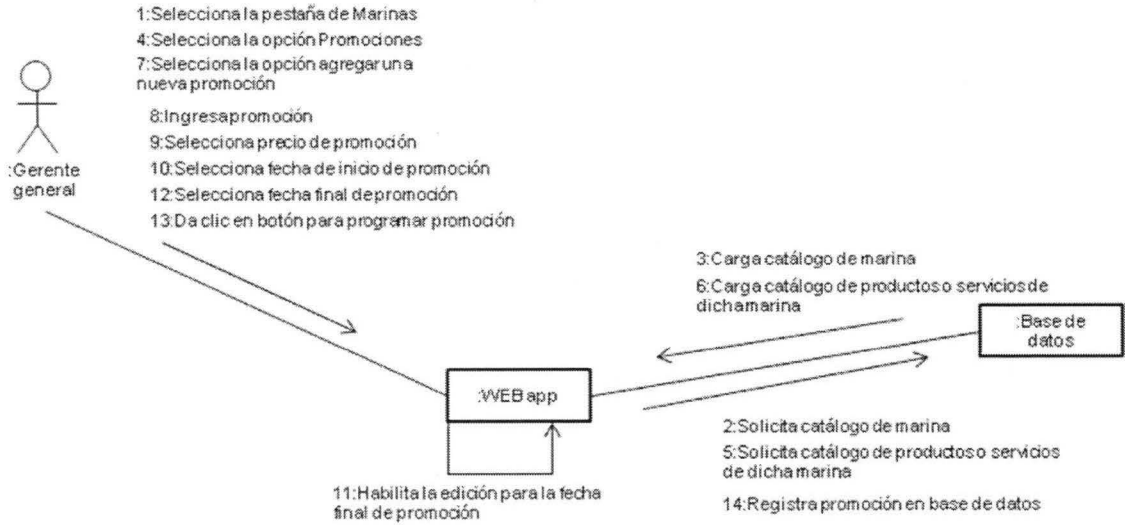 1:Selecciona la pestaña de Marinas
4:Selecciona la opción Promociones
7:Selecciona la opción agregar una
nueva promoción
8:Ingresa promoción
9:Selecciona precio de promoción
10:Selecciona fecha de inicio de promoción
12:Selecciona fecha final de promoción
13:Da clic en botón para programar promoción
:Gerente
general
3:Carga catálogo de marina
6:Carga catálogo de productos o servicios de
dicha marina
:Base de
datos
:WEB app
2:Solicita catálogo de marina
5:Solicita catálogo de productos o servicios
de dicha marina
14:Registra promoción en base de datos
11:Habilita la edición para la fecha
final de promoción